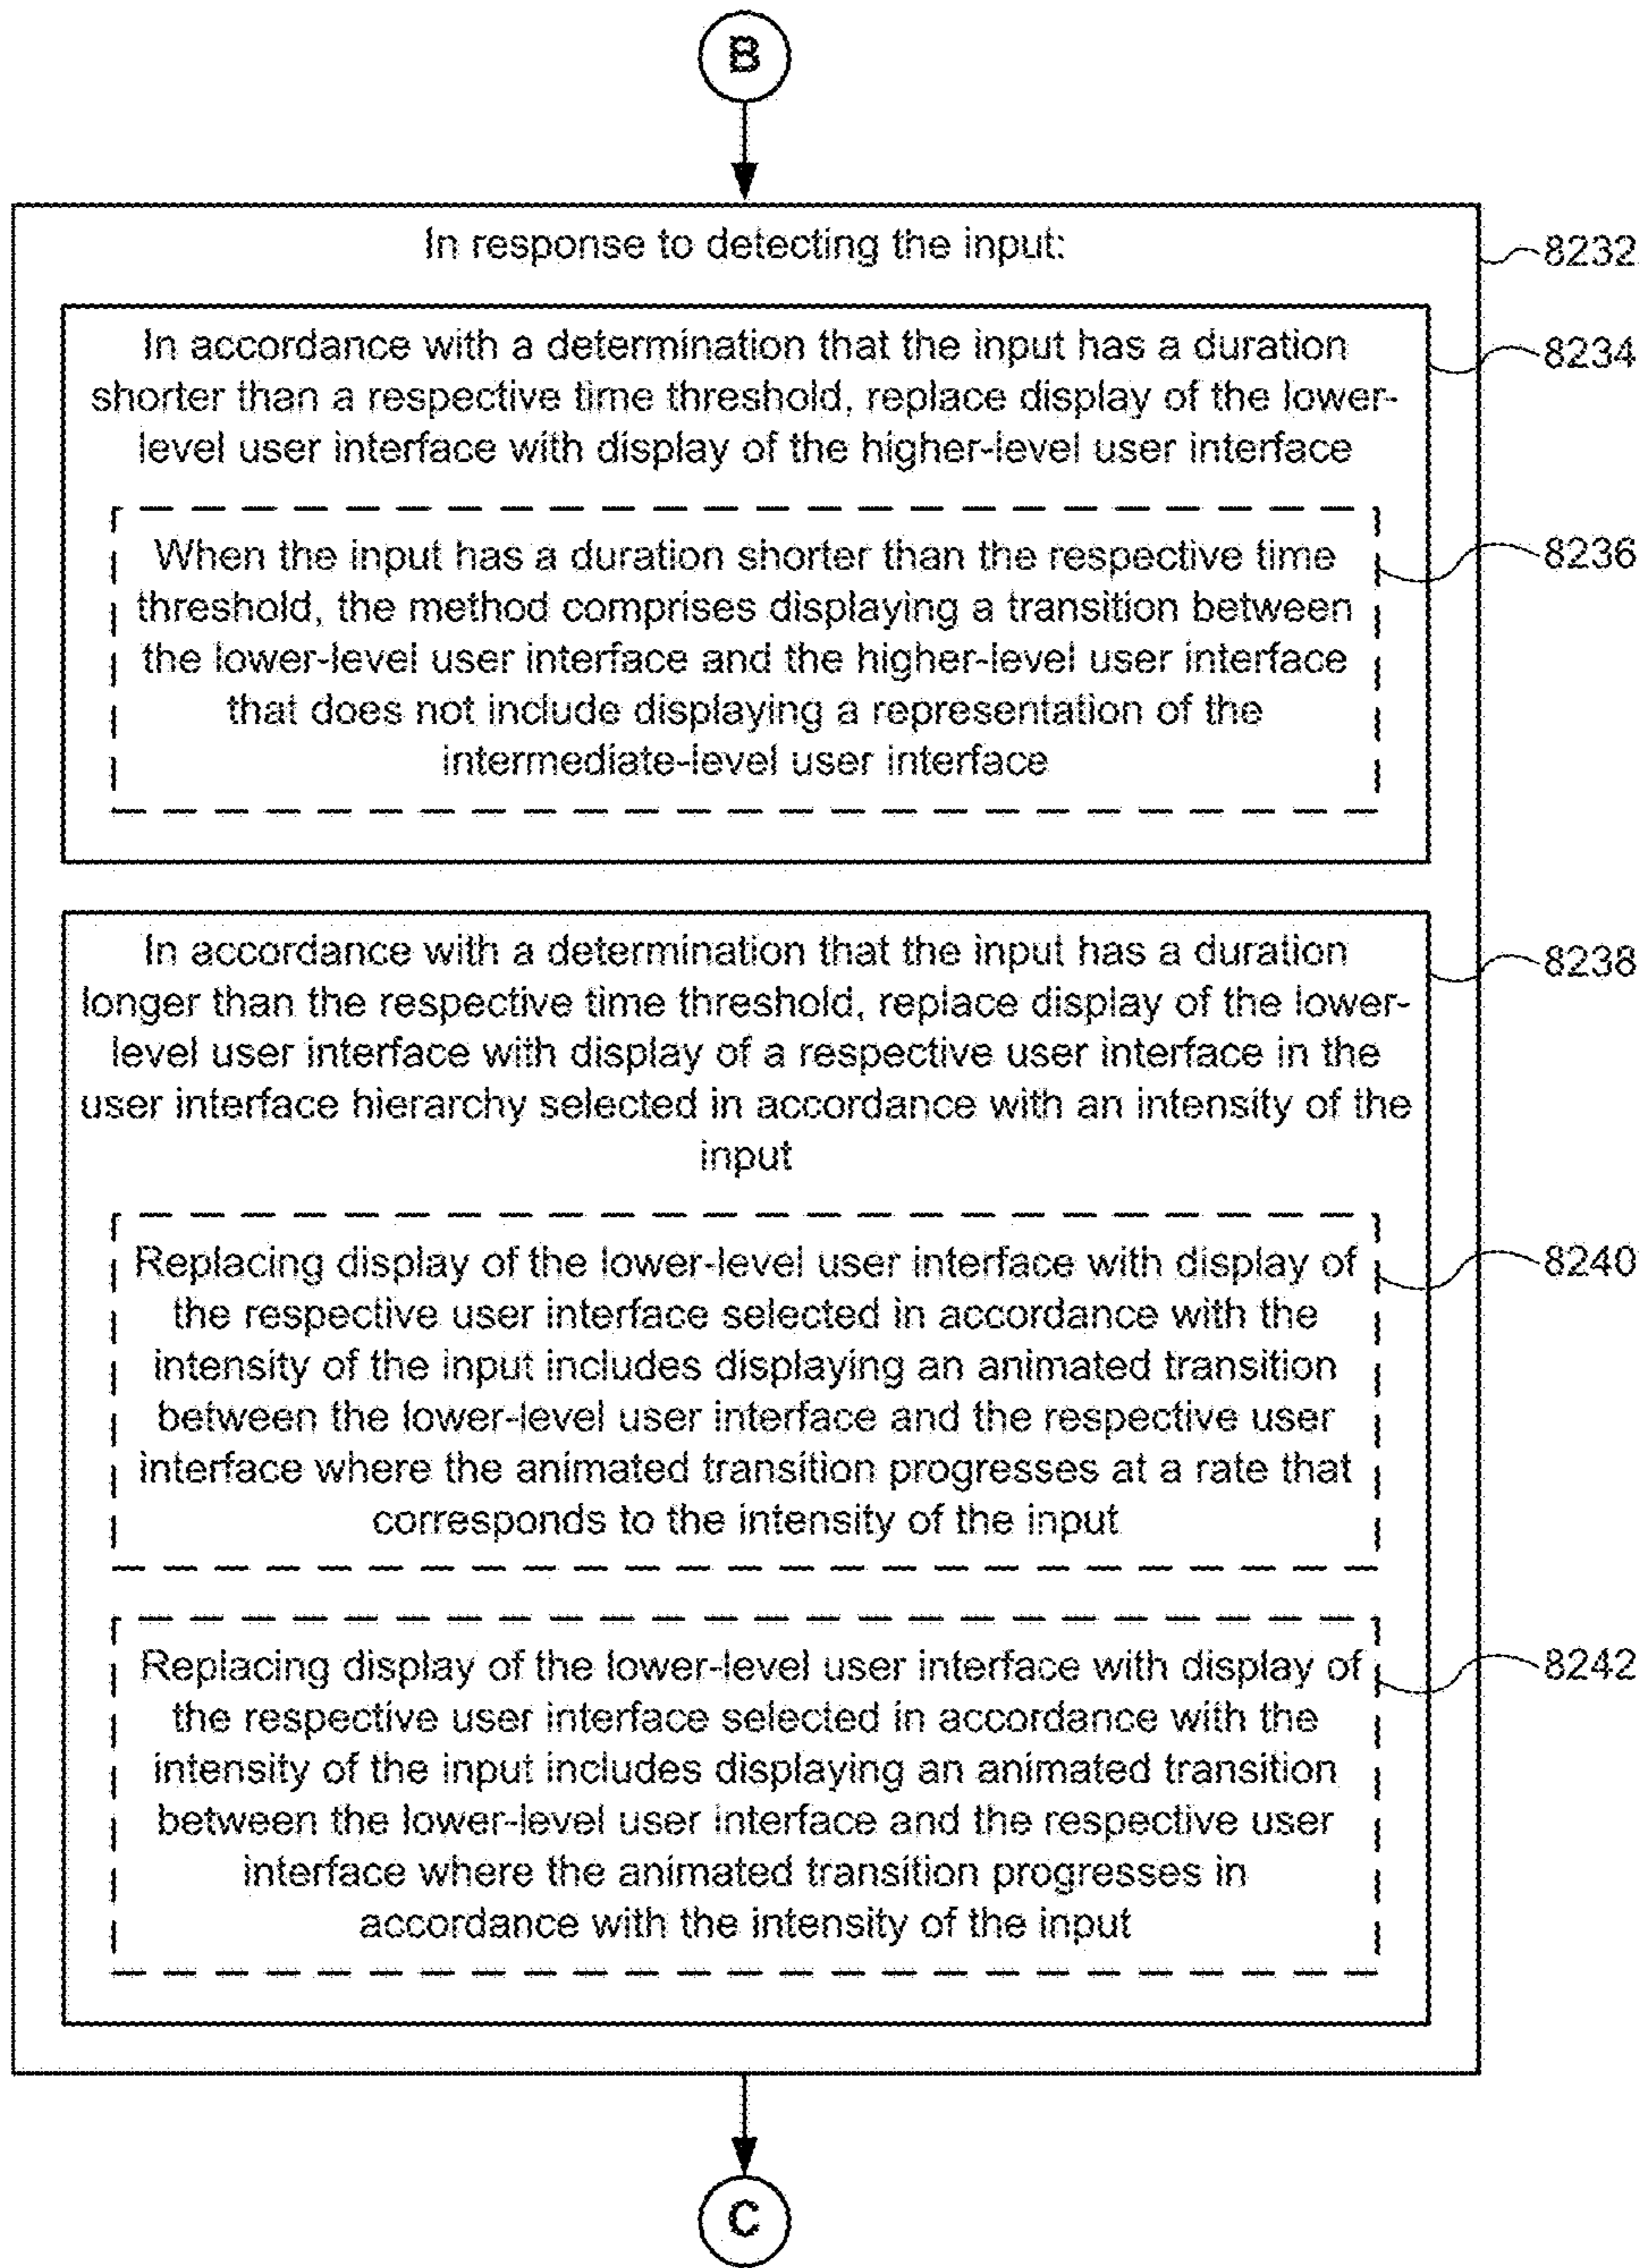 B
In response to detecting the input:
8232
In accordance with a determination that the input has a duration
shorter than a respective time threshold, replace display of the lower-
level user interface with display of the higher-level user interface
8234
When the input has a duration shorter than the respective time
threshold, the method comprises displaying a transition between
the lower-level user interface and the higher-level user interface
that does not include displaying a representation of the
intermediate-level user interface
8236
In accordance with a determination that the input has a duration
longer than the respective time threshold, replace display of the lower-
level user interface with display of a respective user interface in the
user interface hierarchy selected in accordance with an intensity of the
input
8238
Replacing display of the lower-level user interface with display of
the respective user interface selected in accordance with the
intensity of the input includes displaying an animated transition
between the lower-level user interface and the respective user
interface where the animated transition progresses at a rate that
corresponds to the intensity of the input
8240
Replacing display of the lower-level user interface with display of
the respective user interface selected in accordance with the
intensity of the input includes displaying an animated transition
between the lower-level user interface and the respective user
interface where the animated transition progresses in
accordance with the intensity of the input
8242
C